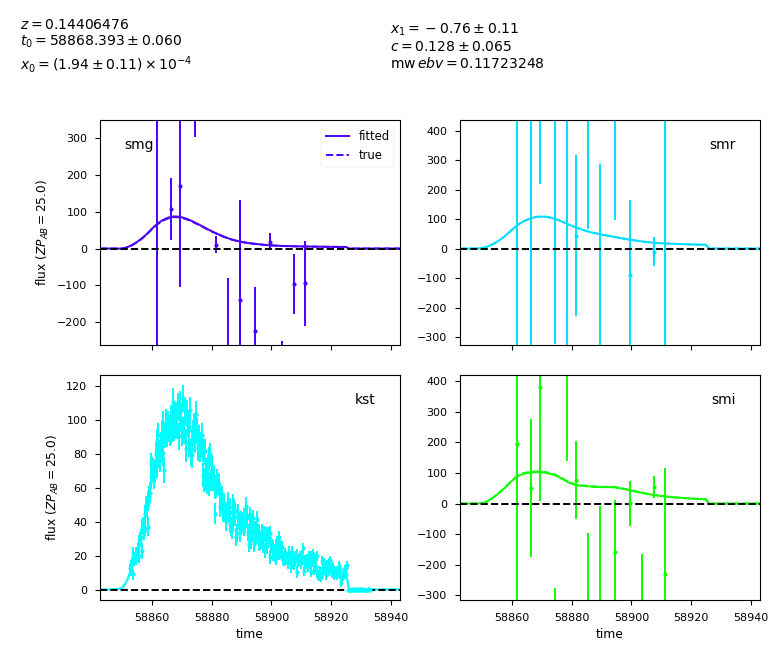 z = 0.14406476
t₀ = 58868.393 ± 0.060
x₀ = (1.94 ± 0.11) × 10⁻⁴
x₁ = −0.76 ± 0.11
c = 0.128 ± 0.065
mw ebv = 0.11723248
smg
fitted
true
300
200
100
0
−100
−200
flux (ZP_AB = 25.0)
smr
400
300
200
100
0
−100
−200
−300
kst
120
100
80
60
40
20
0
flux (ZP_AB = 25.0)
58860 58880 58900 58920 58940
time
smi
400
300
200
100
0
−100
−200
−300
58860 58880 58900 58920 58940
time